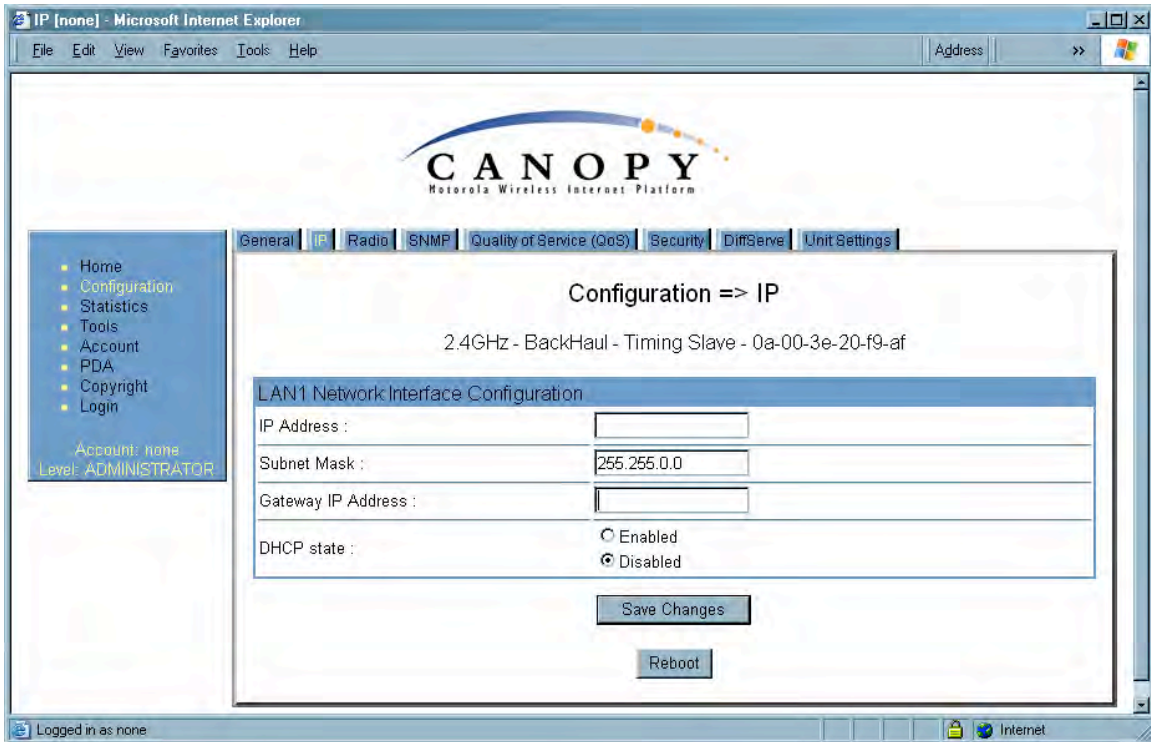 IP [none] - Microsoft Internet Explorer
File Edit View Favorites Tools Help Address »
CANOPY
Motorola Wireless Internet Platform
General IP Radio SNMP Quality of Service (QoS) Security DiffServe Unit Settings
Home
Configuration
Statistics
Tools
Account
PDA
Copyright
Login
Account: none
Level: ADMINISTRATOR
Configuration => IP
2.4GHz - BackHaul - Timing Slave - 0a-00-3e-20-f9-af
LAN1 Network Interface Configuration
IP Address :
Subnet Mask : 255.255.0.0
Gateway IP Address :
DHCP state :
Enabled
Disabled
Save Changes
Reboot
Logged in as none Internet